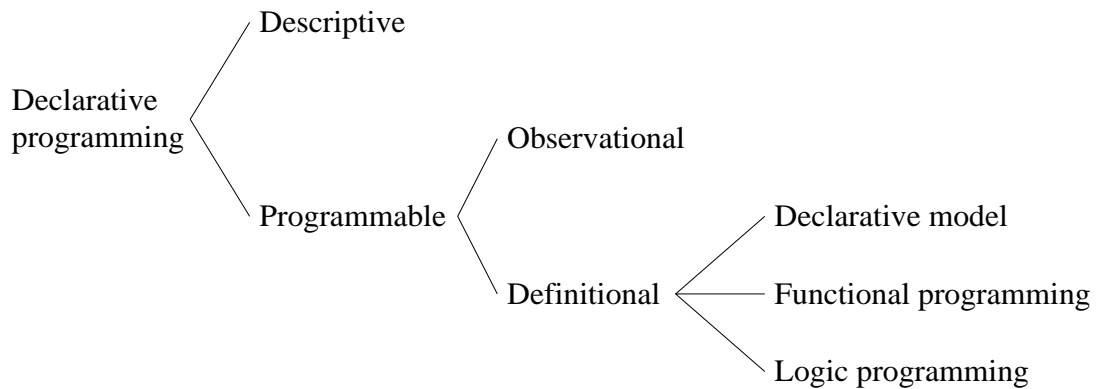 Descriptive
Declarative
programming
Observational
Programmable
Declarative model
Definitional
Functional programming
Logic programming